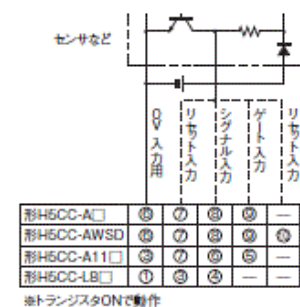 センサなど
0V入力用
リセット入力
シグナル入力
ゲート入力
リセット入力
形H5CC-A□ ⑥ ⑦ ⑧ ⑨ ―
形H5CC-AWSD ⑥ ⑦ ⑧ ⑨ ⑩
形H5CC-A11□ ③ ⑦ ⑥ ⑤ ―
形H5CC-L8□ ① ③ ④ ― ―
※トランジスタONで動作